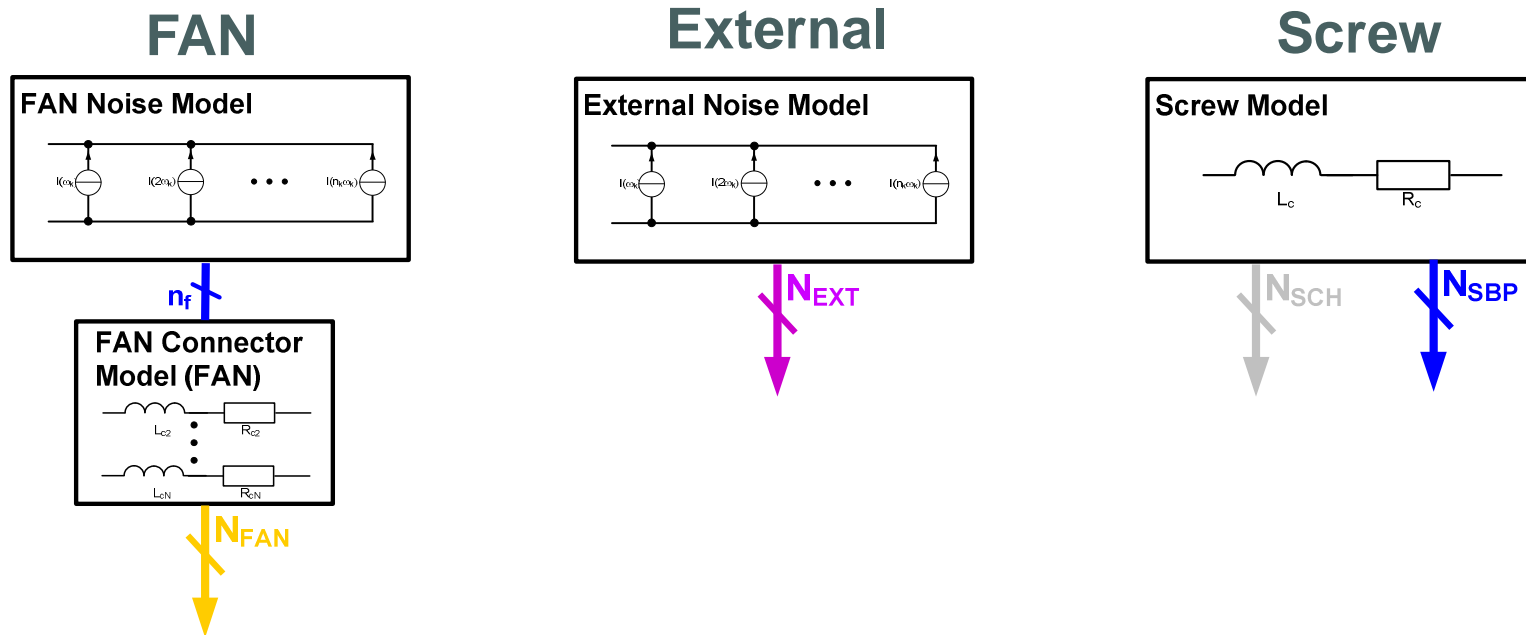 FAN
FAN Noise Model
I(ωk) I(2ωk) I(nkωk)
nf
FAN Connector
Model (FAN)
Lc2 Rc2
LcN RcN
NFAN
External
External Noise Model
I(ωk) I(2ωk) I(nkωk)
NEXT
Screw
Screw Model
Lc Rc
NSCH NSBP